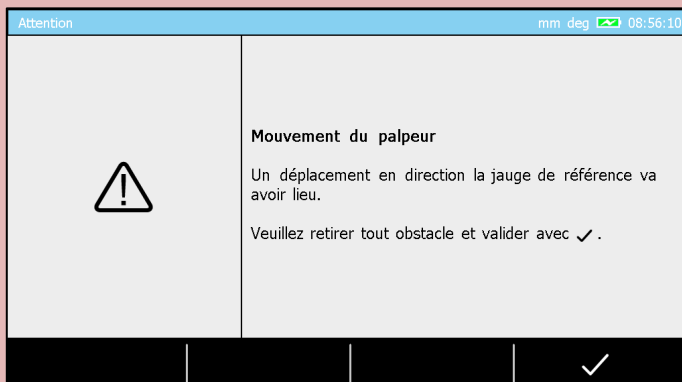 Attention
mm deg 08:56:10
Mouvement du palpeur
Un déplacement en direction la jauge de référence va
avoir lieu.
Veuillez retirer tout obstacle et valider avec ✓ .